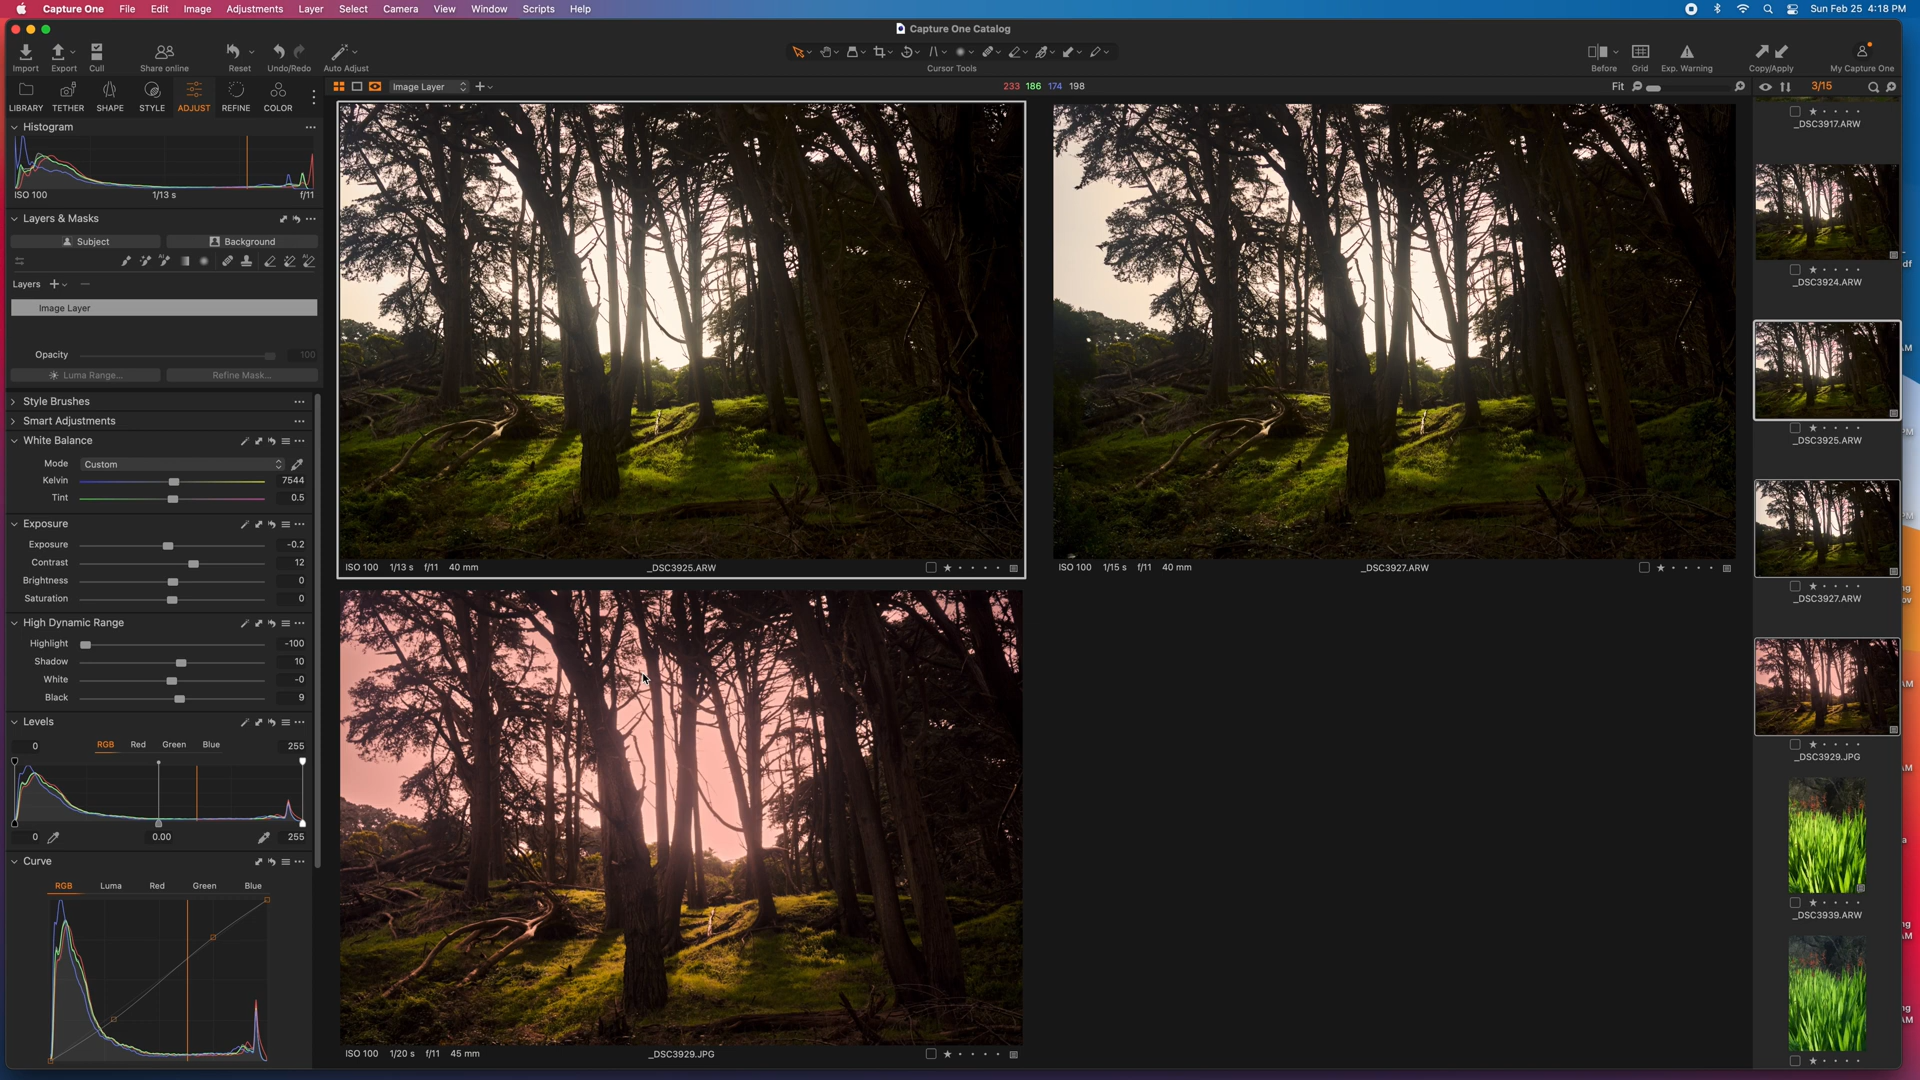 Capture One File Edit Image Adjustments Layer Select Camera View Window Scripts Help Sun Feb 25 4:18 PM
Capture One Catalog
Import Export Cull Share online Reset Undo/Redo Auto Adjust Cursor Tools Before Grid Exp. Warning Copy/Apply My Capture One
LIBRARY TETHER SHAPE STYLE ADJUST REFINE COLOR
Image Layer 233 186 174 198 Fit 3/15
Histogram
ISO 100 1/13 s f/11
Layers & Masks
Subject Background
Layers
Image Layer
Opacity 100
Luma Range... Refine Mask...
Style Brushes
Smart Adjustments
White Balance
Mode Custom
Kelvin 7544
Tint 0.5
Exposure
Exposure -0.2
Contrast 12
Brightness 0
Saturation 0
High Dynamic Range
Highlight -100
Shadow 10
White -0
Black 9
Levels
0 RGB Red Green Blue 255
0 0.00 255
Curve
RGB Luma Red Green Blue
ISO 100 1/13 s f/11 40 mm _DSC3925.ARW
ISO 100 1/15 s f/11 40 mm _DSC3927.ARW
ISO 100 1/20 s f/11 45 mm _DSC3929.JPG
_DSC3917.ARW
_DSC3924.ARW
_DSC3925.ARW
_DSC3927.ARW
_DSC3929.JPG
_DSC3939.ARW